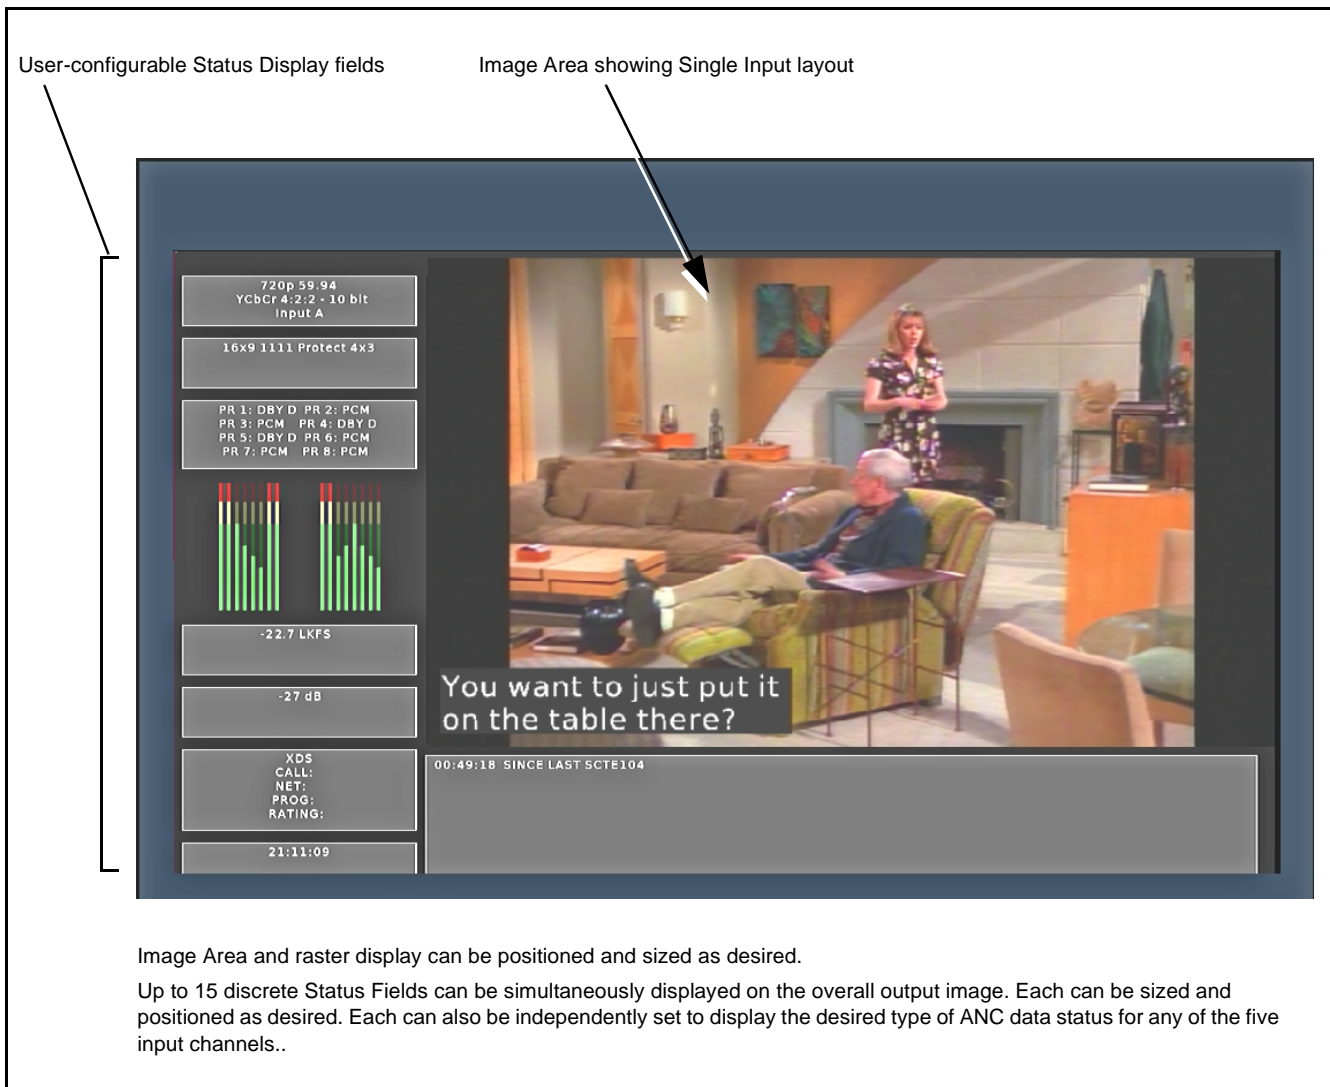 User-configurable Status Display fields
Image Area showing Single Input layout
720p 59.94
YCbCr 4:2:2 - 10 bit
Input A
16x9 1111 Protect 4x3
PR 1: DBY D PR 2: PCM
PR 3: PCM PR 4: DBY D
PR 5: DBY D PR 6: PCM
PR 7: PCM PR 8: PCM
-22.7 LKFS
-27 dB
XDS
CALL:
NET:
PROG:
RATING:
21:11:09
You want to just put it
on the table there?
00:49:18 SINCE LAST SCTE104
Image Area and raster display can be positioned and sized as desired.
Up to 15 discrete Status Fields can be simultaneously displayed on the overall output image. Each can be sized and
positioned as desired. Each can also be independently set to display the desired type of ANC data status for any of the five
input channels..